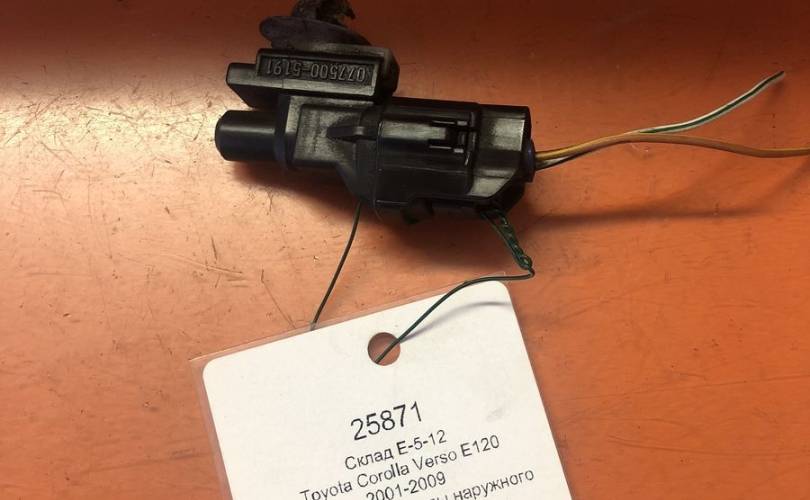 077500-5191
25871
Склад Е-5-12
Toyota Corolla Verso E120
2001-2009
наружного